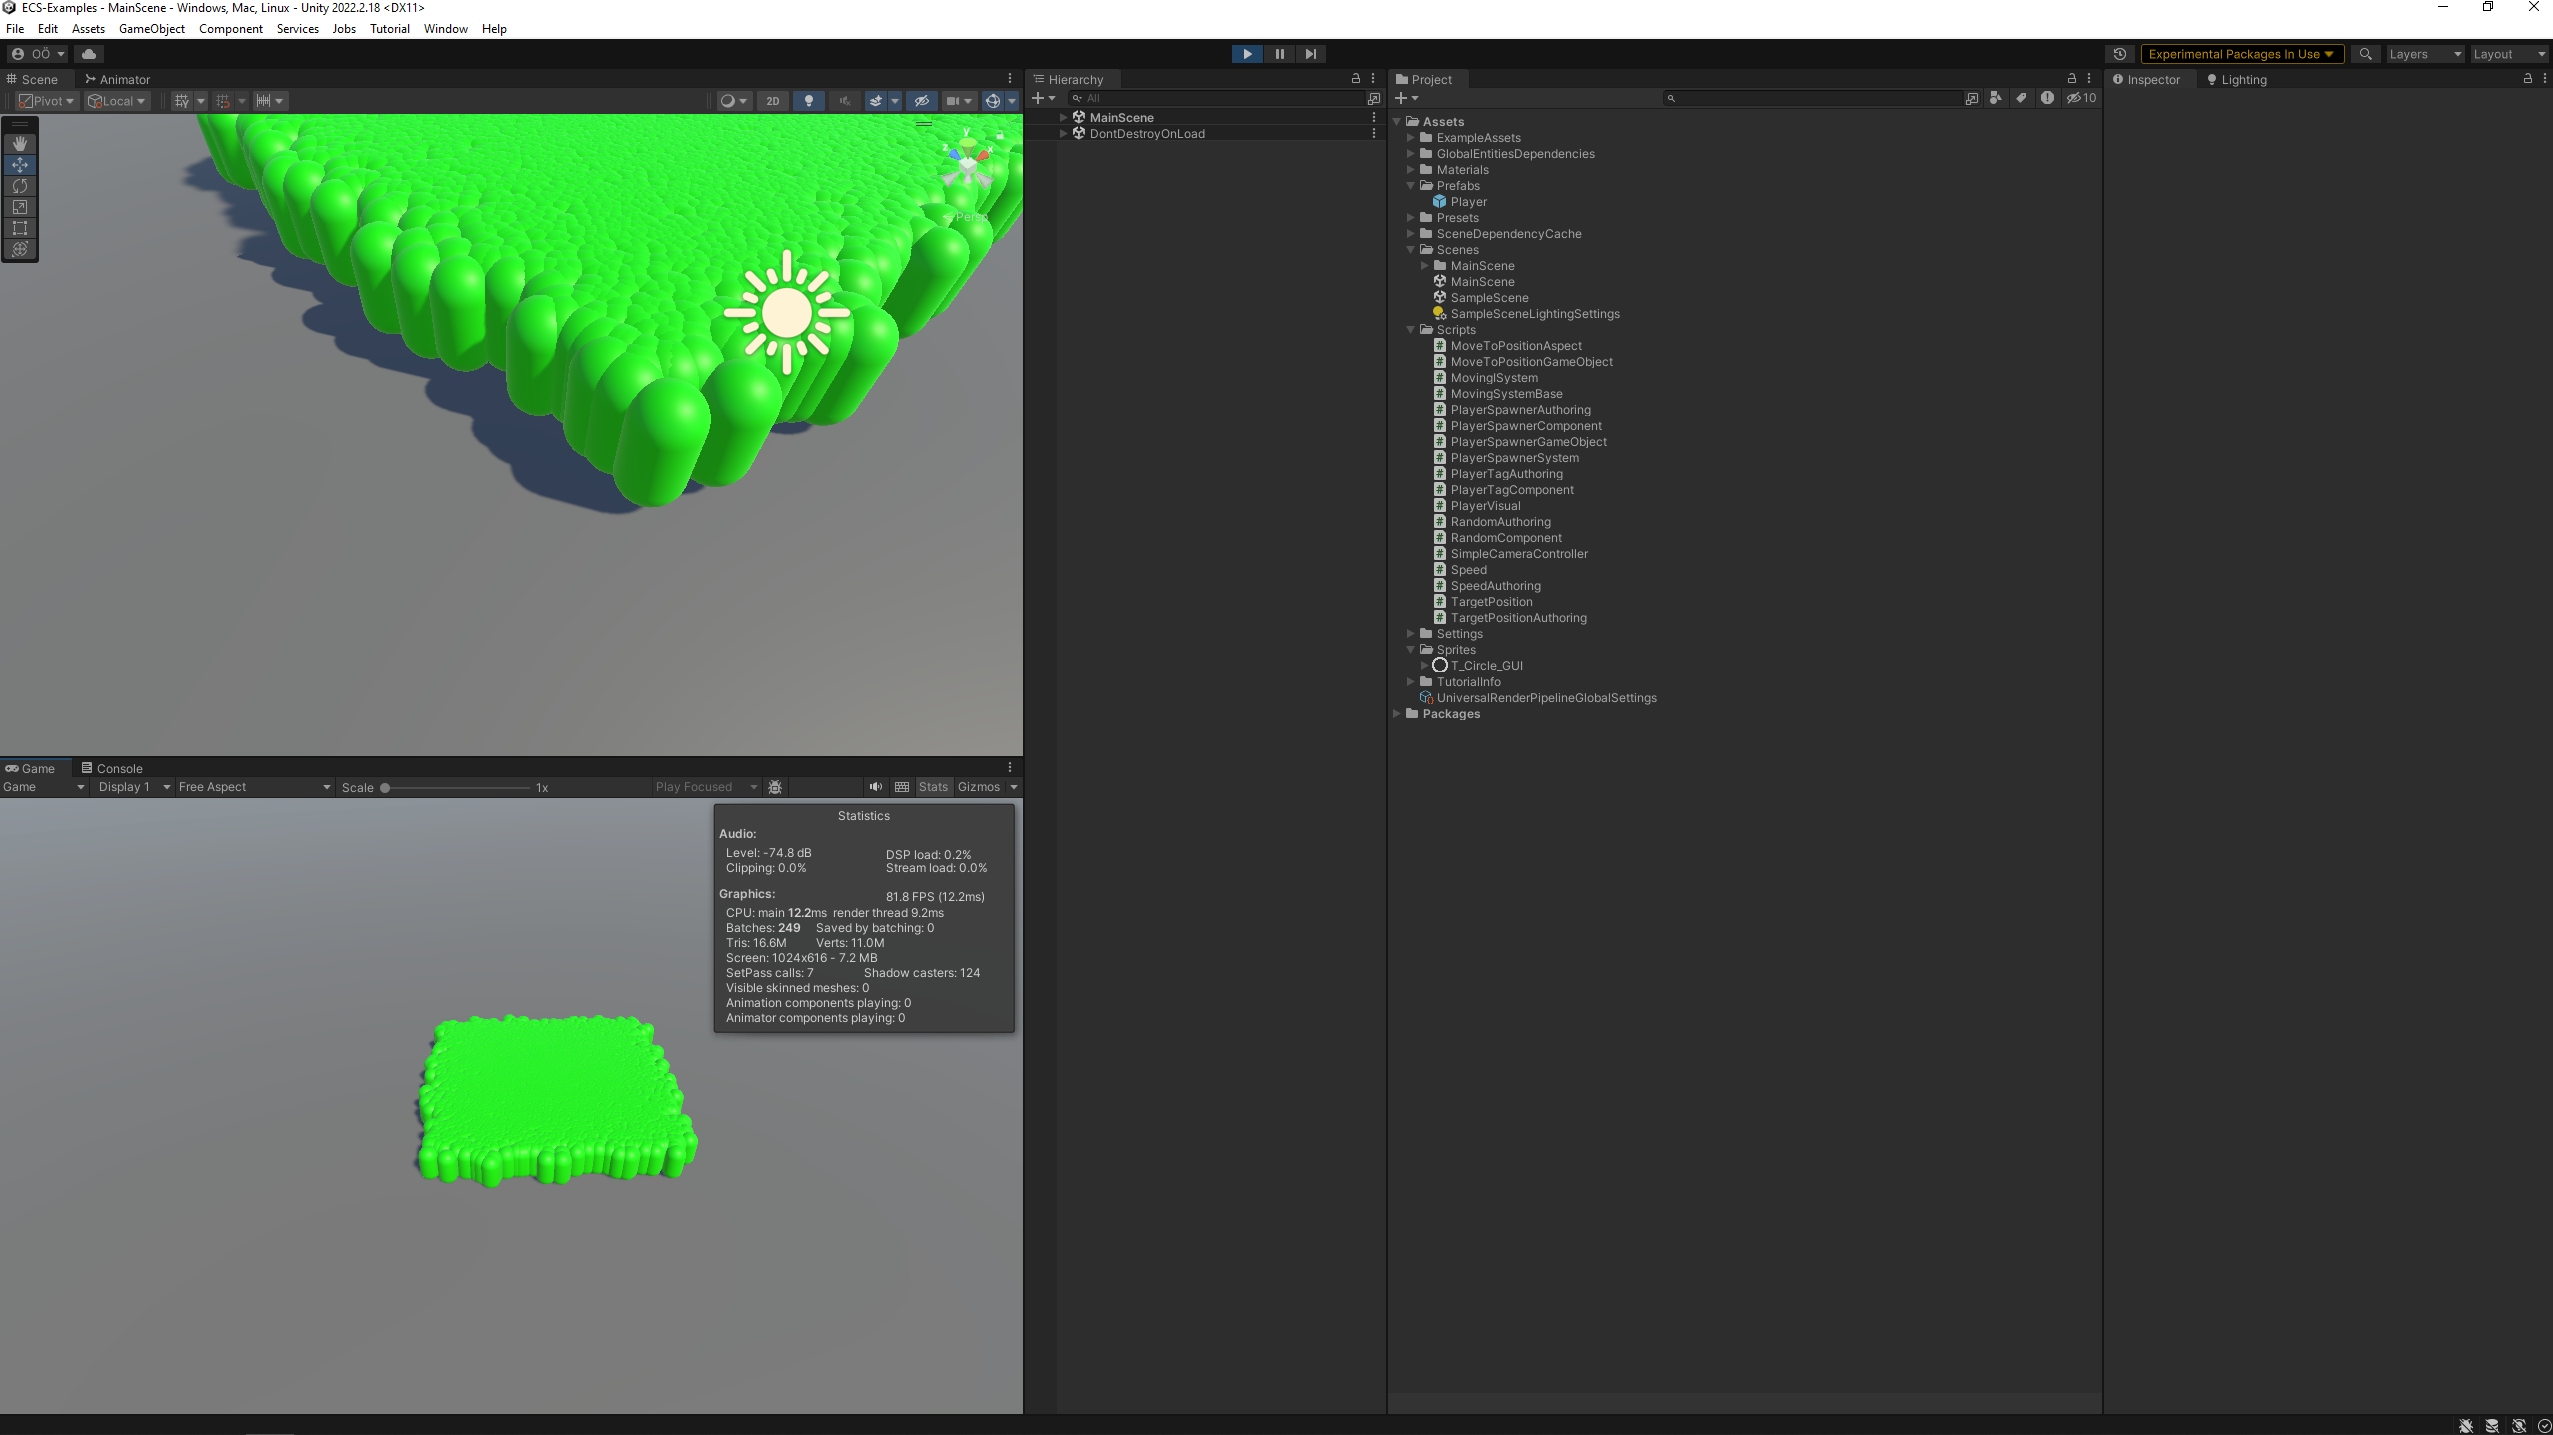 ECS-Examples - MainScene - Windows, Mac, Linux - Unity 2022.2.18 <DX11>
File Edit Assets GameObject Component Services Jobs Tutorial Window Help
OÖ
Experimental Packages In Use
Layers
Layout
Scene
Animator
Pivot
Local
2D
y
x
z
Persp
Hierarchy
All
MainScene
DontDestroyOnLoad
Project
10
Assets
ExampleAssets
GlobalEntitiesDependencies
Materials
Prefabs
Player
Presets
SceneDependencyCache
Scenes
MainScene
MainScene
SampleScene
SampleSceneLightingSettings
Scripts
MoveToPositionAspect
MoveToPositionGameObject
MovingISystem
MovingSystemBase
PlayerSpawnerAuthoring
PlayerSpawnerComponent
PlayerSpawnerGameObject
PlayerSpawnerSystem
PlayerTagAuthoring
PlayerTagComponent
PlayerVisual
RandomAuthoring
RandomComponent
SimpleCameraController
Speed
SpeedAuthoring
TargetPosition
TargetPositionAuthoring
Settings
Sprites
T_Circle_GUI
TutorialInfo
UniversalRenderPipelineGlobalSettings
Packages
Inspector
Lighting
Game
Console
Game
Display 1
Free Aspect
Scale
1x
Play Focused
Stats
Gizmos
Statistics
Audio:
Level: -74.8 dB DSP load: 0.2%
Clipping: 0.0% Stream load: 0.0%
Graphics: 81.8 FPS (12.2ms)
CPU: main 12.2ms render thread 9.2ms
Batches: 249 Saved by batching: 0
Tris: 16.6M Verts: 11.0M
Screen: 1024x616 - 7.2 MB
SetPass calls: 7 Shadow casters: 124
Visible skinned meshes: 0
Animation components playing: 0
Animator components playing: 0